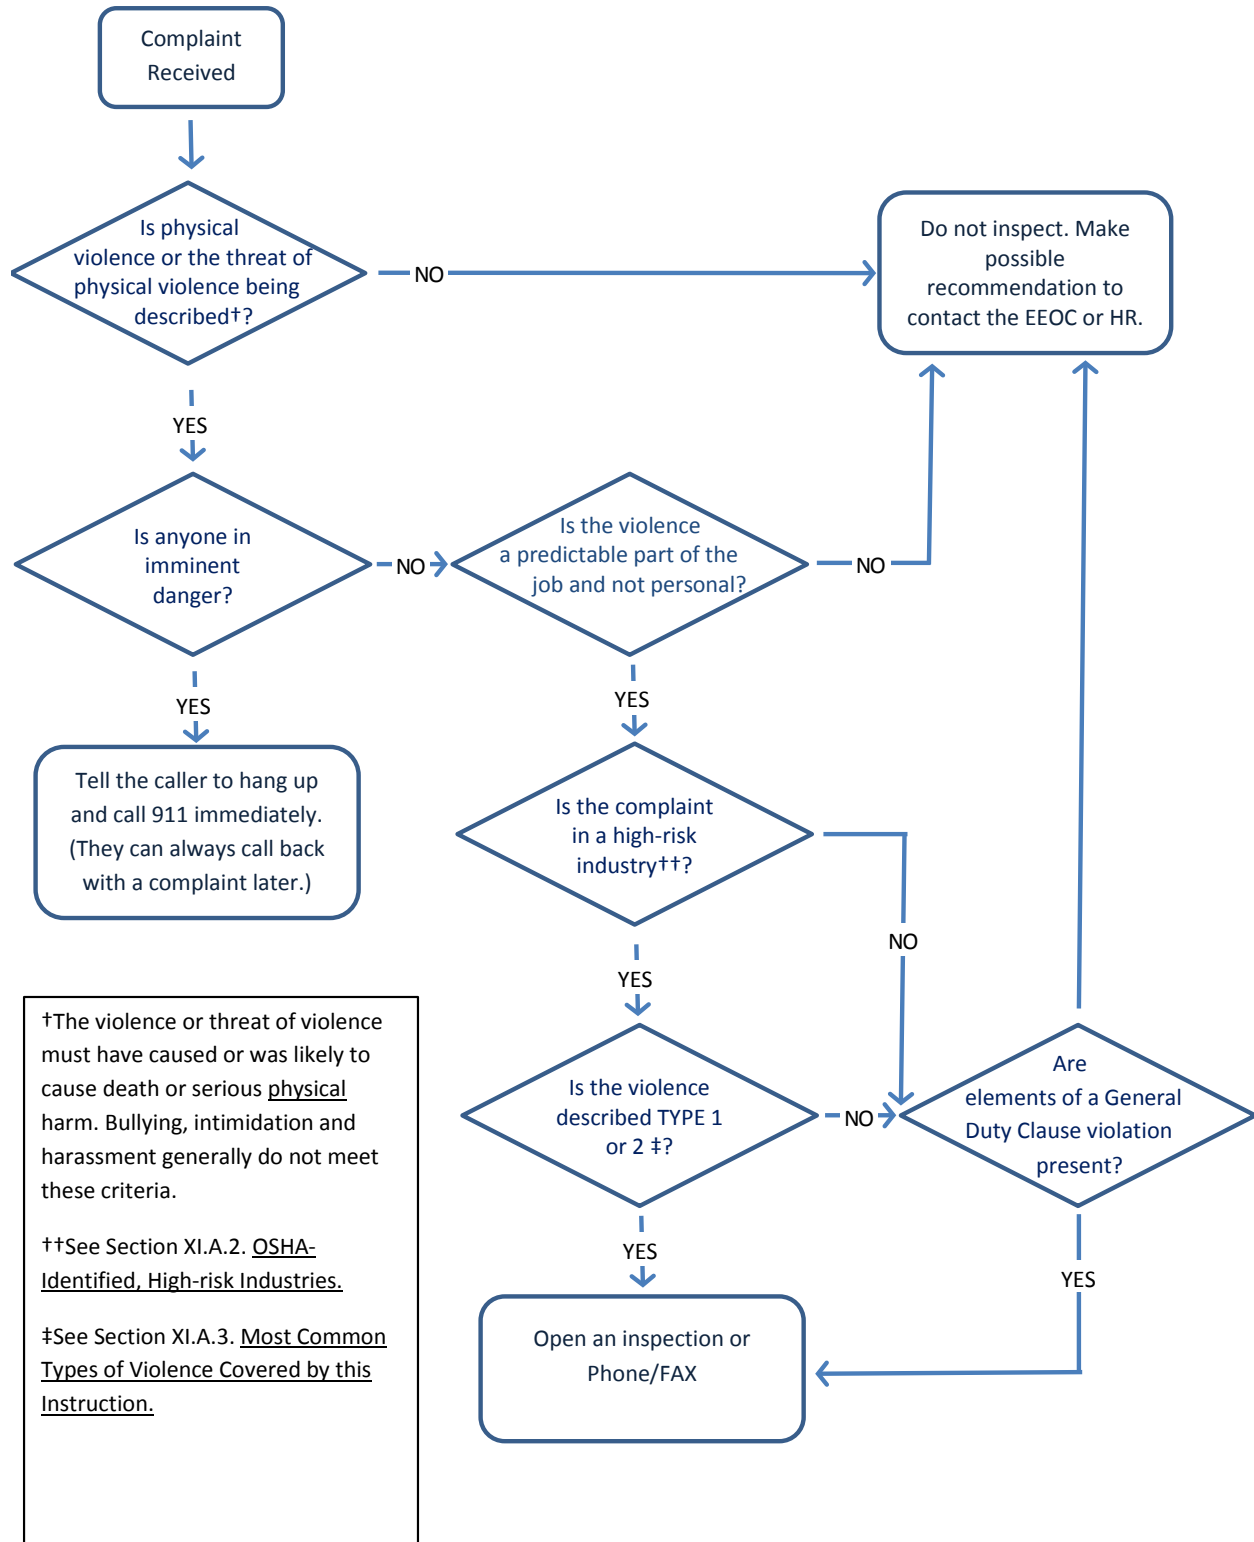 Complaint
Received
Is physical
violence or the threat of
physical violence being
described†?
NO
Do not inspect. Make
possible
recommendation to
contact the EEOC or HR.
YES
Is anyone in
imminent
danger?
NO
Is the violence
a predictable part of the
job and not personal?
NO
YES
Tell the caller to hang up
and call 911 immediately.
(They can always call back
with a complaint later.)
YES
Is the complaint
in a high-risk
industry††?
NO
YES
Is the violence
described TYPE 1
or 2 ‡?
NO
Are
elements of a General
Duty Clause violation
present?
YES
YES
Open an inspection or
Phone/FAX
†The violence or threat of violence
must have caused or was likely to
cause death or serious physical
harm. Bullying, intimidation and
harassment generally do not meet
these criteria.
††See Section XI.A.2. OSHA-
Identified, High-risk Industries.
‡See Section XI.A.3. Most Common
Types of Violence Covered by this
Instruction.